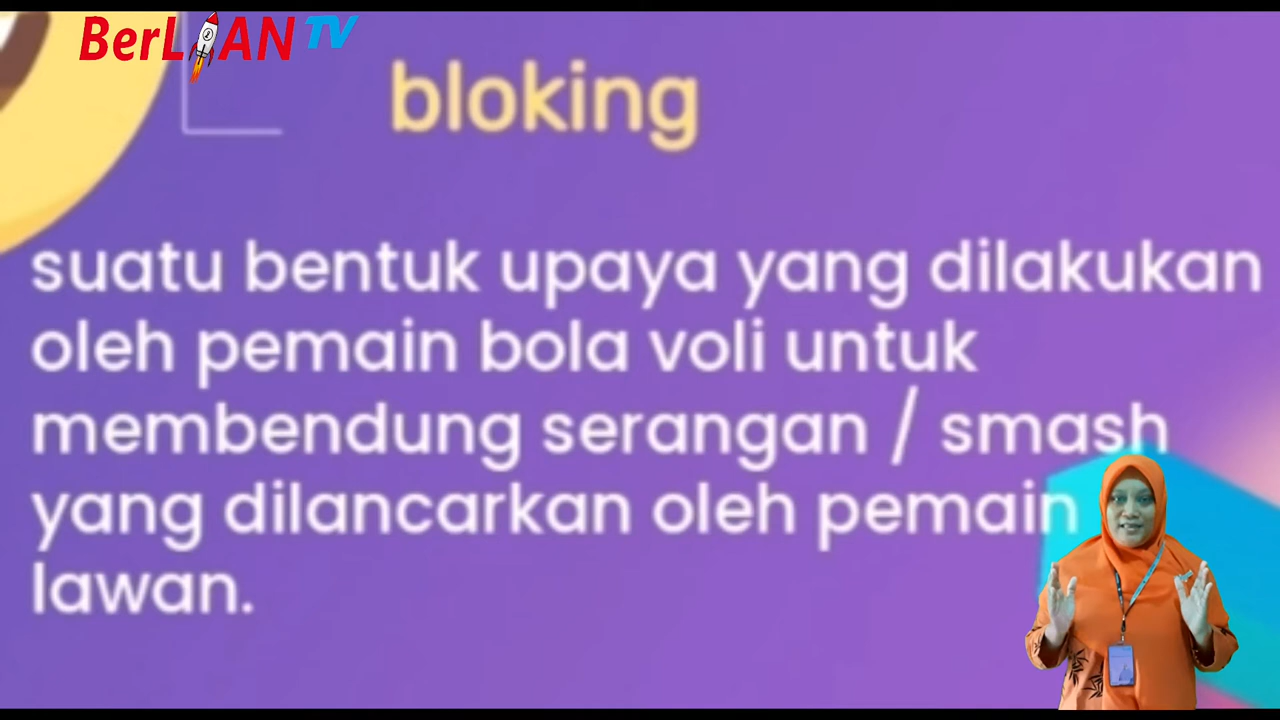 BerLIAN TV
bloking
suatu bentuk upaya yang dilakukan
oleh pemain bola voli untuk
membendung serangan / smash
yang dilancarkan oleh pemain
lawan.